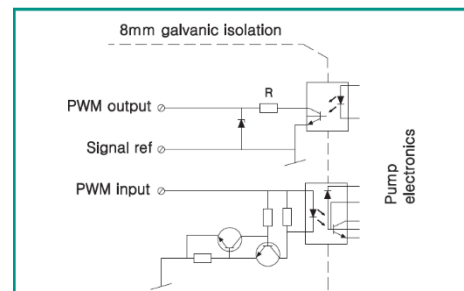 8mm galvanic isolation
R
PWM output
Signal ref
PWM input
Pump
electronics